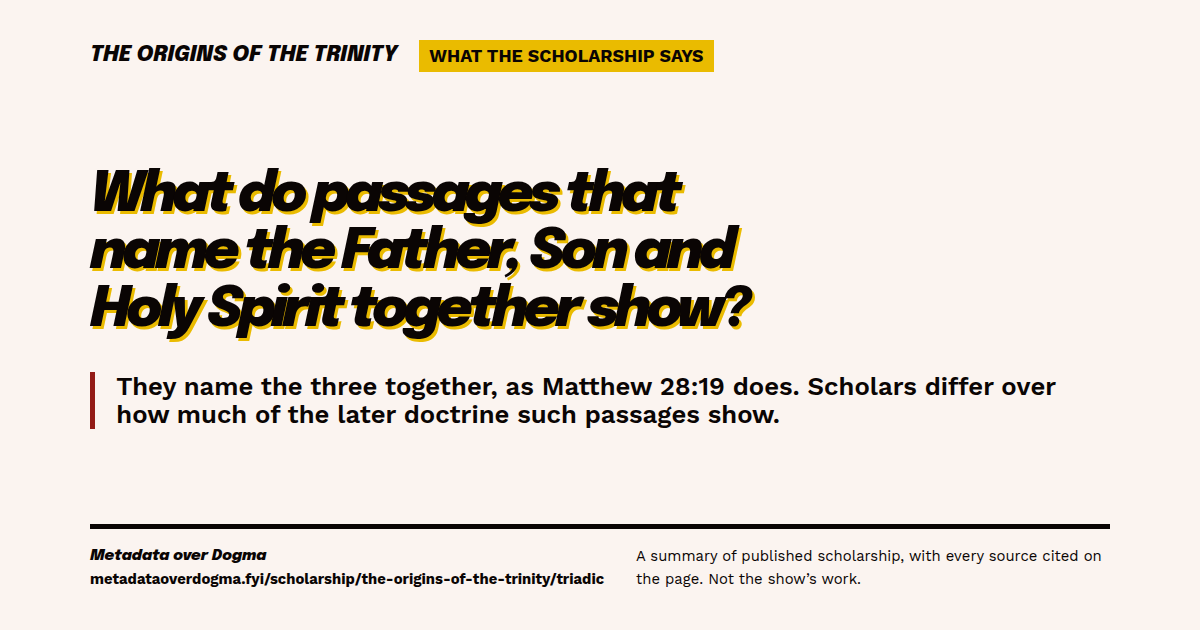 THE ORIGINS OF THE TRINITY
WHAT THE SCHOLARSHIP SAYS
What do passages that
name the Father, Son and
Holy Spirit together show?
They name the three together, as Matthew 28:19 does. Scholars differ over
how much of the later doctrine such passages show.
Metadata over Dogma
metadataoverdogma.fyi/scholarship/the-origins-of-the-trinity/triadic
A summary of published scholarship, with every source cited on
the page. Not the show’s work.